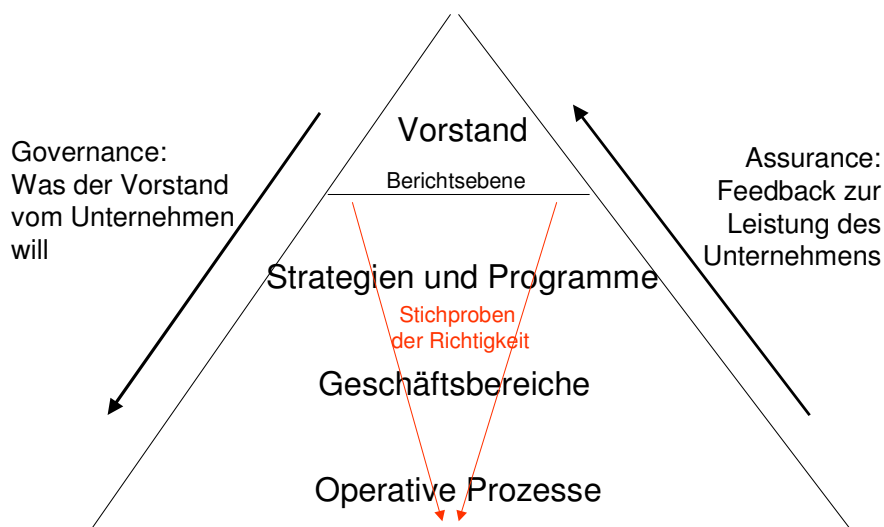 Vorstand
Berichtsebene
Governance:
Was der Vorstand
vom Unternehmen
will
Assurance:
Feedback zur
Leistung des
Unternehmens
Strategien und Programme
Stichproben
der Richtigkeit
Geschäftsbereiche
Operative Prozesse